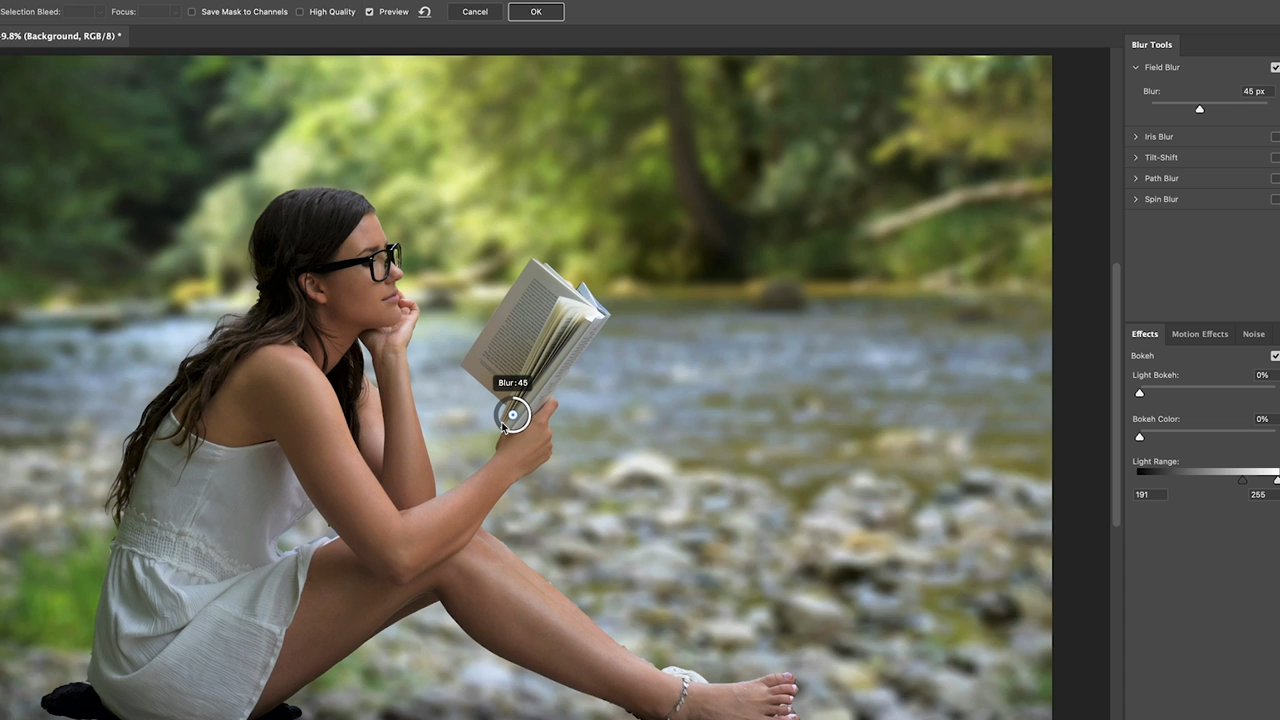 Selection Bleed: Focus: Save Mask to Channels High Quality Preview Cancel OK
9.8% (Background, RGB/8) *
Blur Tools
Field Blur
Blur: 45 px
Iris Blur
Tilt-Shift
Path Blur
Spin Blur
Blur: 45
Effects Motion Effects Noise
Bokeh
Light Bokeh: 0%
Bokeh Color: 0%
Light Range:
191 255